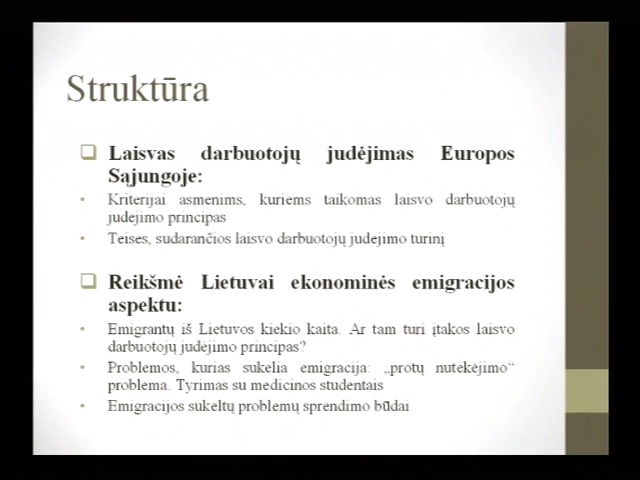 Struktūra
Laisvas darbuotojų judėjimas Europos
Sąjungoje:
Kriterijai asmenims, kuriems taikomas laisvo darbuotojų
judėjimo principas
Teisės, sudarančios laisvo darbuotojų judėjimo turinį
Reikšmė Lietuvai ekonominės emigracijos
aspektu:
Emigrantų iš Lietuvos kiekio kaita. Ar tam turi įtakos laisvo
darbuotojų judėjimo principas?
Problemos, kurias sukelia emigracija: „protų nutekėjimo“
problema. Tyrimas su medicinos studentais
Emigracijos sukeltų problemų sprendimo būdai